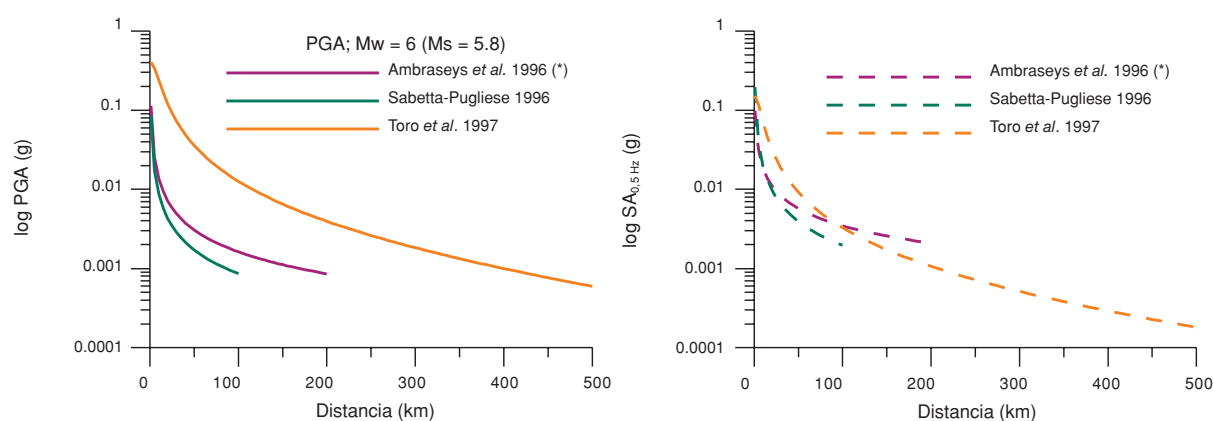 1
0.1
0.01
0.001
0.0001
log PGA (g)
PGA; Mw = 6 (Ms = 5.8)
Ambraseys et al. 1996 (*)
Sabetta-Pugliese 1996
Toro et al. 1997
0 100 200 300 400 500
Distancia (km)
1
0.1
0.01
0.001
0.0001
log SA0,5 Hz (g)
Ambraseys et al. 1996 (*)
Sabetta-Pugliese 1996
Toro et al. 1997
0 100 200 300 400 500
Distancia (km)